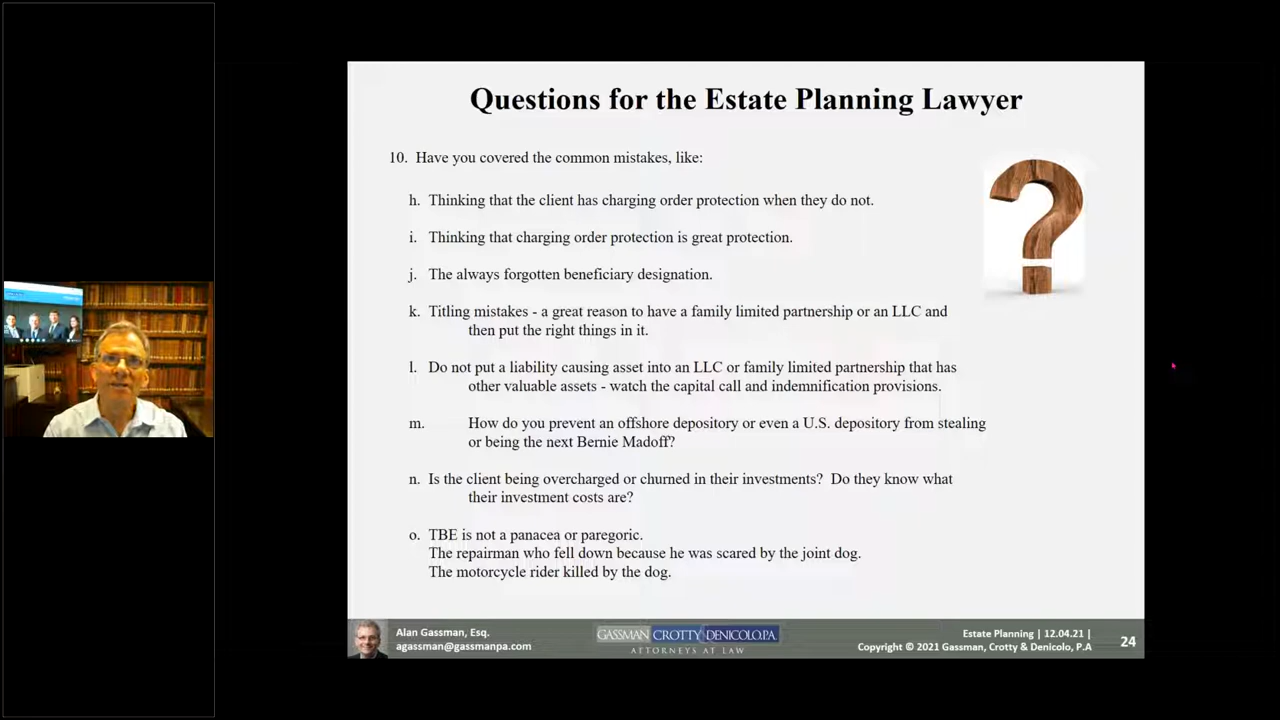 Questions for the Estate Planning Lawyer
10. Have you covered the common mistakes, like:
h. Thinking that the client has charging order protection when they do not.
i. Thinking that charging order protection is great protection.
j. The always forgotten beneficiary designation.
k. Titling mistakes - a great reason to have a family limited partnership or an LLC and
then put the right things in it.
l. Do not put a liability causing asset into an LLC or family limited partnership that has
other valuable assets - watch the capital call and indemnification provisions.
m. How do you prevent an offshore depository or even a U.S. depository from stealing
or being the next Bernie Madoff?
n. Is the client being overcharged or churned in their investments? Do they know what
their investment costs are?
o. TBE is not a panacea or paregoric.
The repairman who fell down because he was scared by the joint dog.
The motorcycle rider killed by the dog.
Alan Gassman, Esq.
agassman@gassmanpa.com
GASSMAN CROTTY DENICOLO, P.A.
ATTORNEYS AT LAW
Estate Planning | 12.04.21 |
Copyright © 2021 Gassman, Crotty & Denicolo, P.A
24